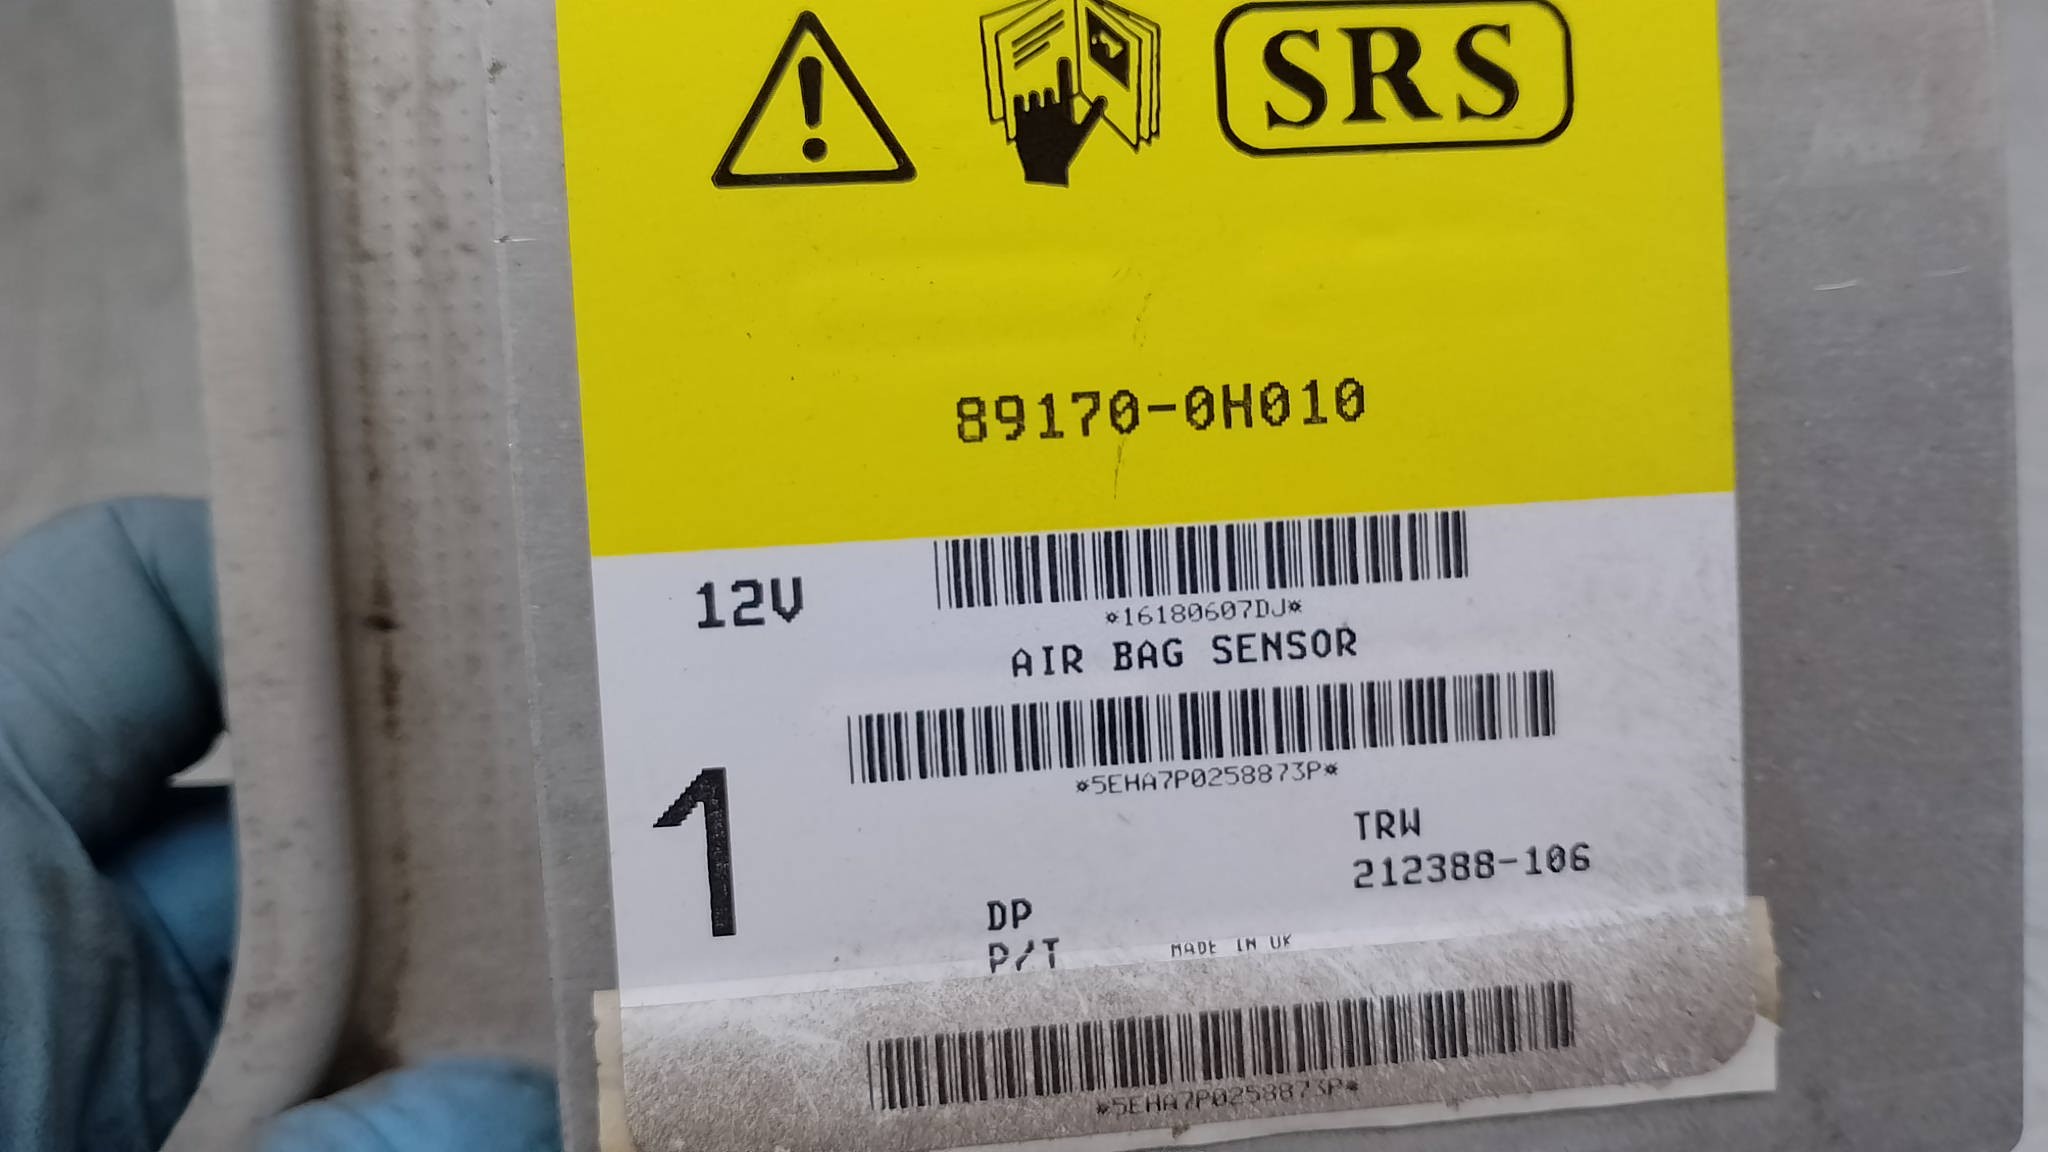 SRS
89170-0H010
12V
*16180607DJ*
AIR BAG SENSOR
*5EHA7P0258873P*
1
TRW
212388-106
DP
P/T
MADE IN UK
*5EHA7P0258873P*